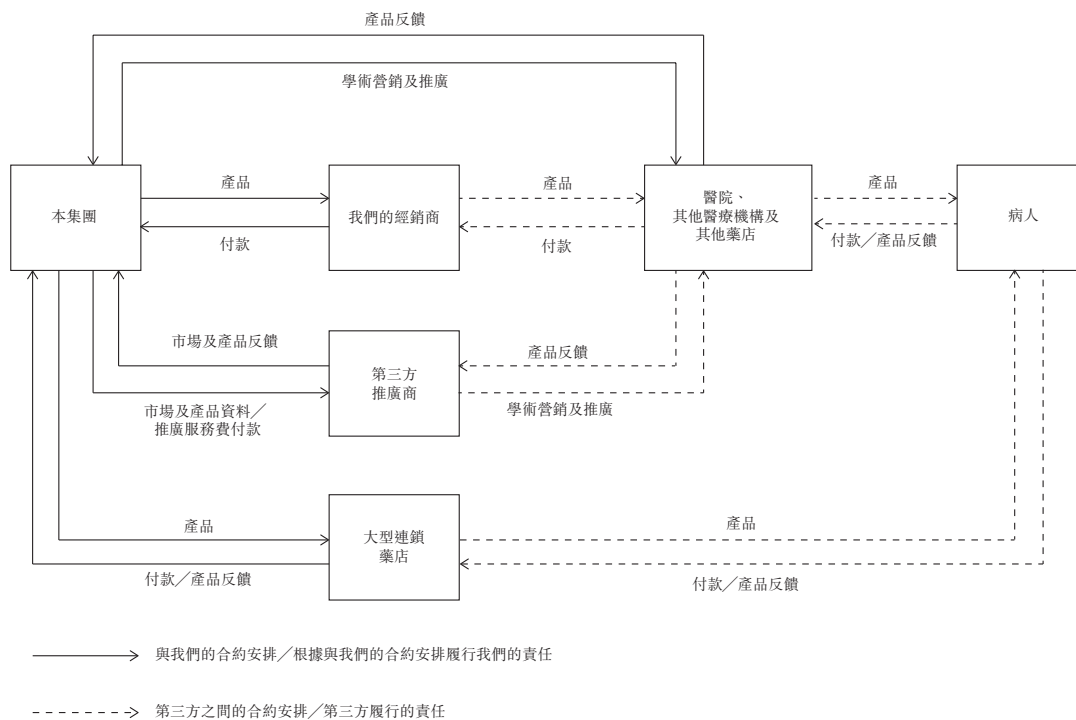 產品反饋
學術營銷及推廣
本集團
產品
付款
我們的經銷商
產品
付款
醫院、
其他醫療機構及
其他藥店
產品
付款／產品反饋
病人
市場及產品反饋
市場及產品資料／
推廣服務費付款
第三方
推廣商
產品反饋
學術營銷及推廣
產品
付款／產品反饋
大型連鎖
藥店
產品
付款／產品反饋
與我們的合約安排／根據與我們的合約安排履行我們的責任
第三方之間的合約安排／第三方履行的責任